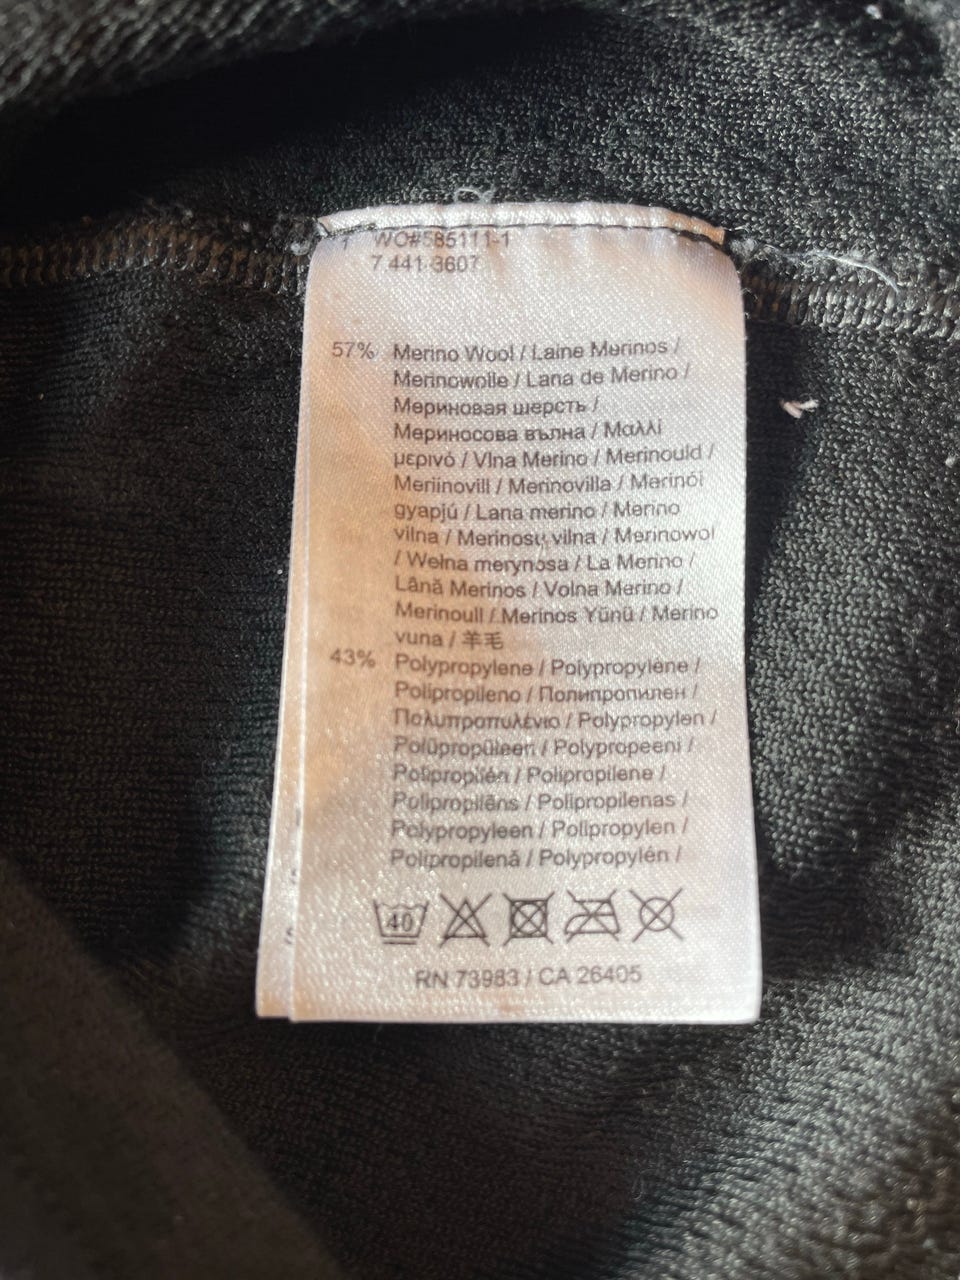 1 WO#585111-1
7 441-3607
57% Merino Wool / Laine Merinos /
Merinowolle / Lana de Merino /
Мериновая шерсть /
Мериносова вълна / Μαλλί
μερινό / Vlna Merino / Merinould /
Meriinovill / Merinovilla / Merinói
gyapjú / Lana merino / Merino
vilna / Merinosų vilna / Merinowol
/ Wełna merynosa / La Merino /
Lână Merinos / Volna Merino /
Merinoull / Merinos Yünü / Merino
vuna / 羊毛
43% Polypropylene / Polypropylène /
Polipropileno / Полипропилен /
Πολυπροπυλένιο / Polypropylen /
Polüpropüleen / Polypropeeni /
Polipropilén / Polipropilene /
Polipropilēns / Polipropilenas /
Polypropyleen / Polipropylen /
Polipropilenă / Polypropylén /
40
RN 73983 / CA 26405